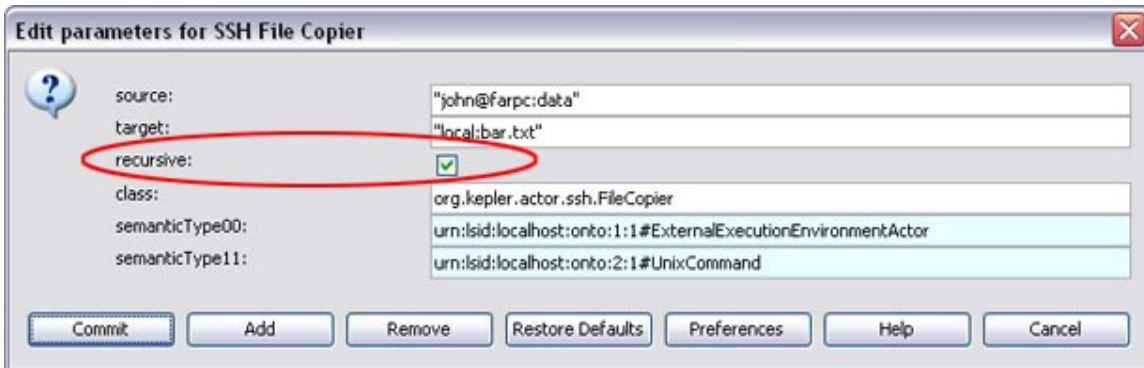 Edit parameters for SSH File Copier
source: "john@farpc:data"
target: "local:bar.txt"
recursive:
class: org.kepler.actor.ssh.FileCopier
semanticType00: urn:lsid:localhost:onto:1:1#ExternalExecutionEnvironmentActor
semanticType11: urn:lsid:localhost:onto:2:1#UnixCommand
Commit Add Remove Restore Defaults Preferences Help Cancel